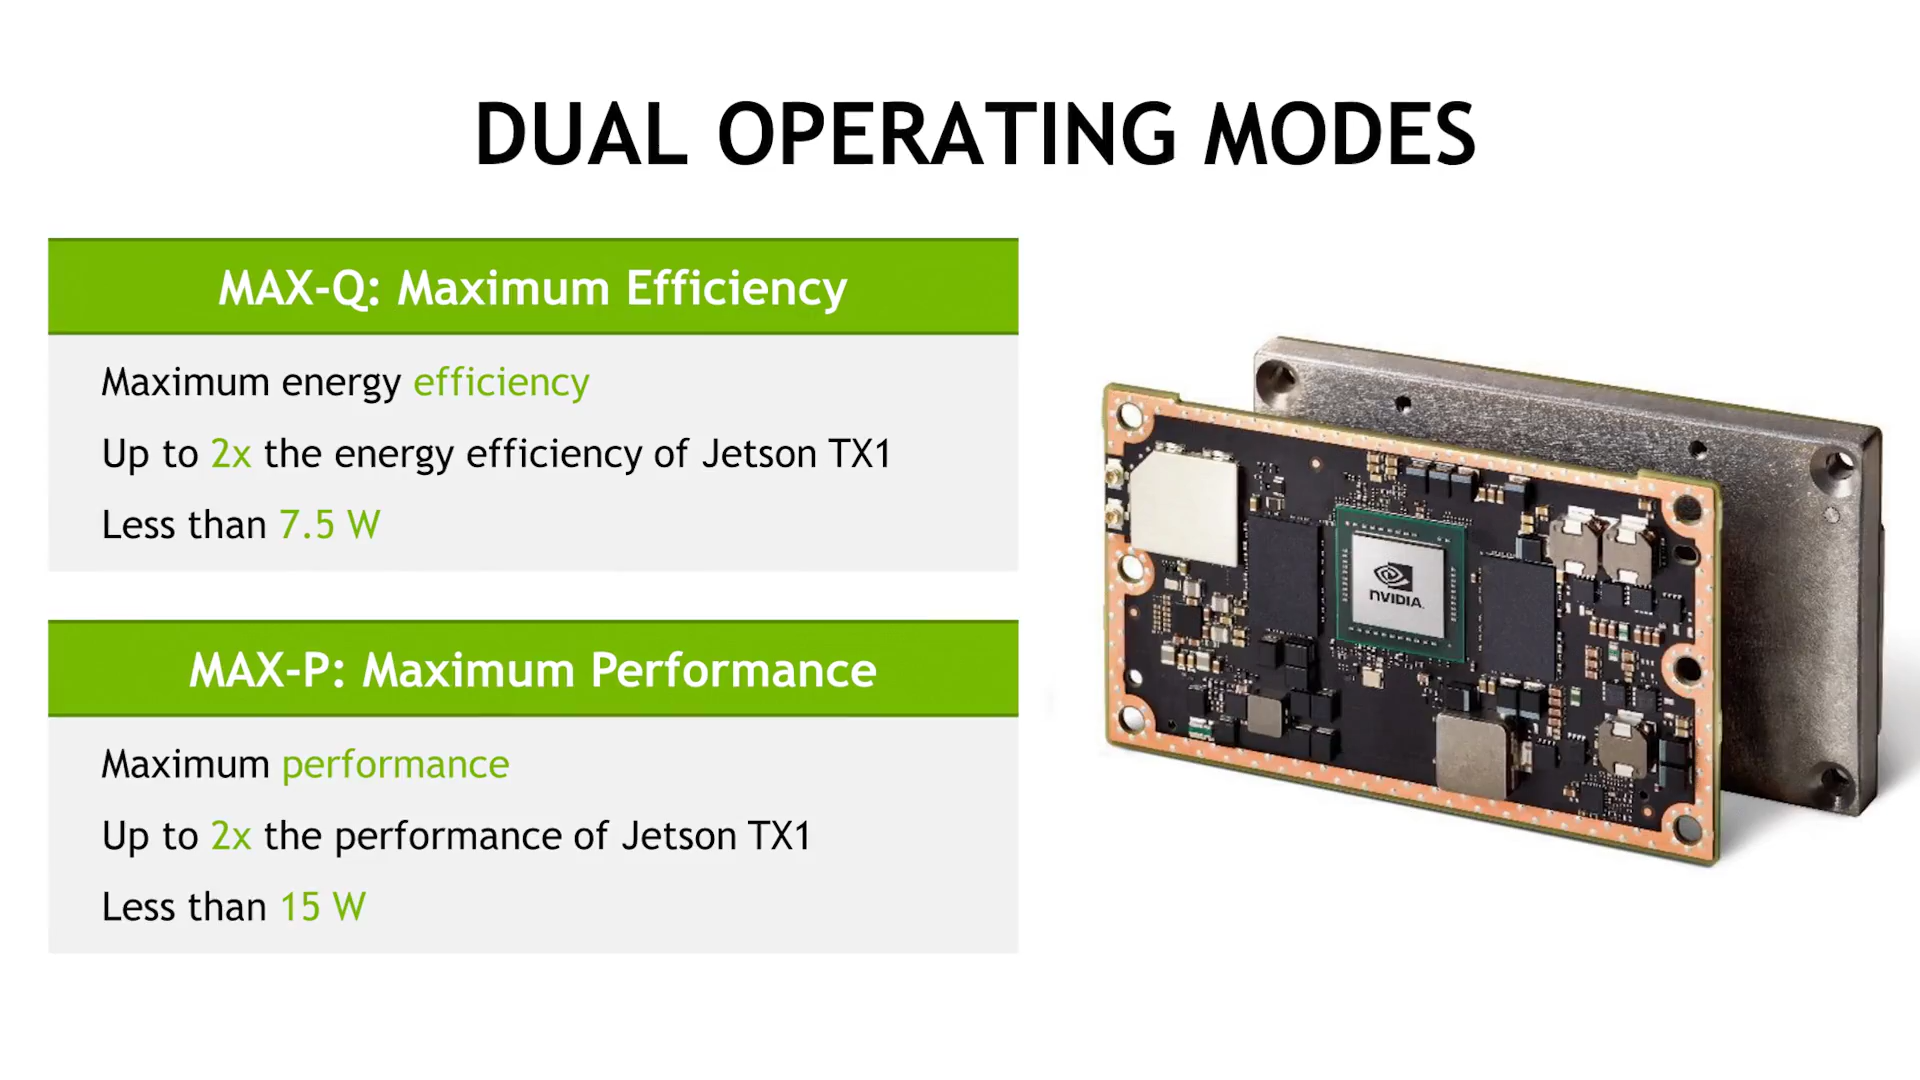 DUAL OPERATING MODES
MAX-Q: Maximum Efficiency
Maximum energy efficiency
Up to 2x the energy efficiency of Jetson TX1
Less than 7.5 W
MAX-P: Maximum Performance
Maximum performance
Up to 2x the performance of Jetson TX1
Less than 15 W
NVIDIA.